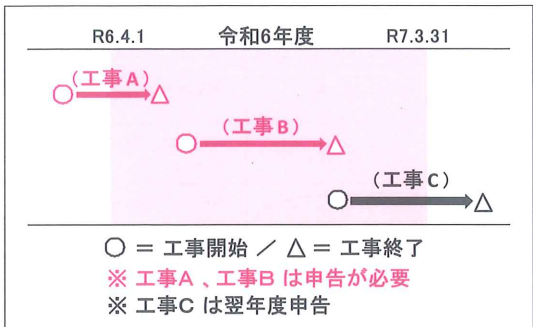 R6.4.1 令和6年度 R7.3.31
(工事A)
(工事B)
(工事C)
○ = 工事開始 / △ = 工事終了
※ 工事A 、工事B は申告が必要
※ 工事C は翌年度申告